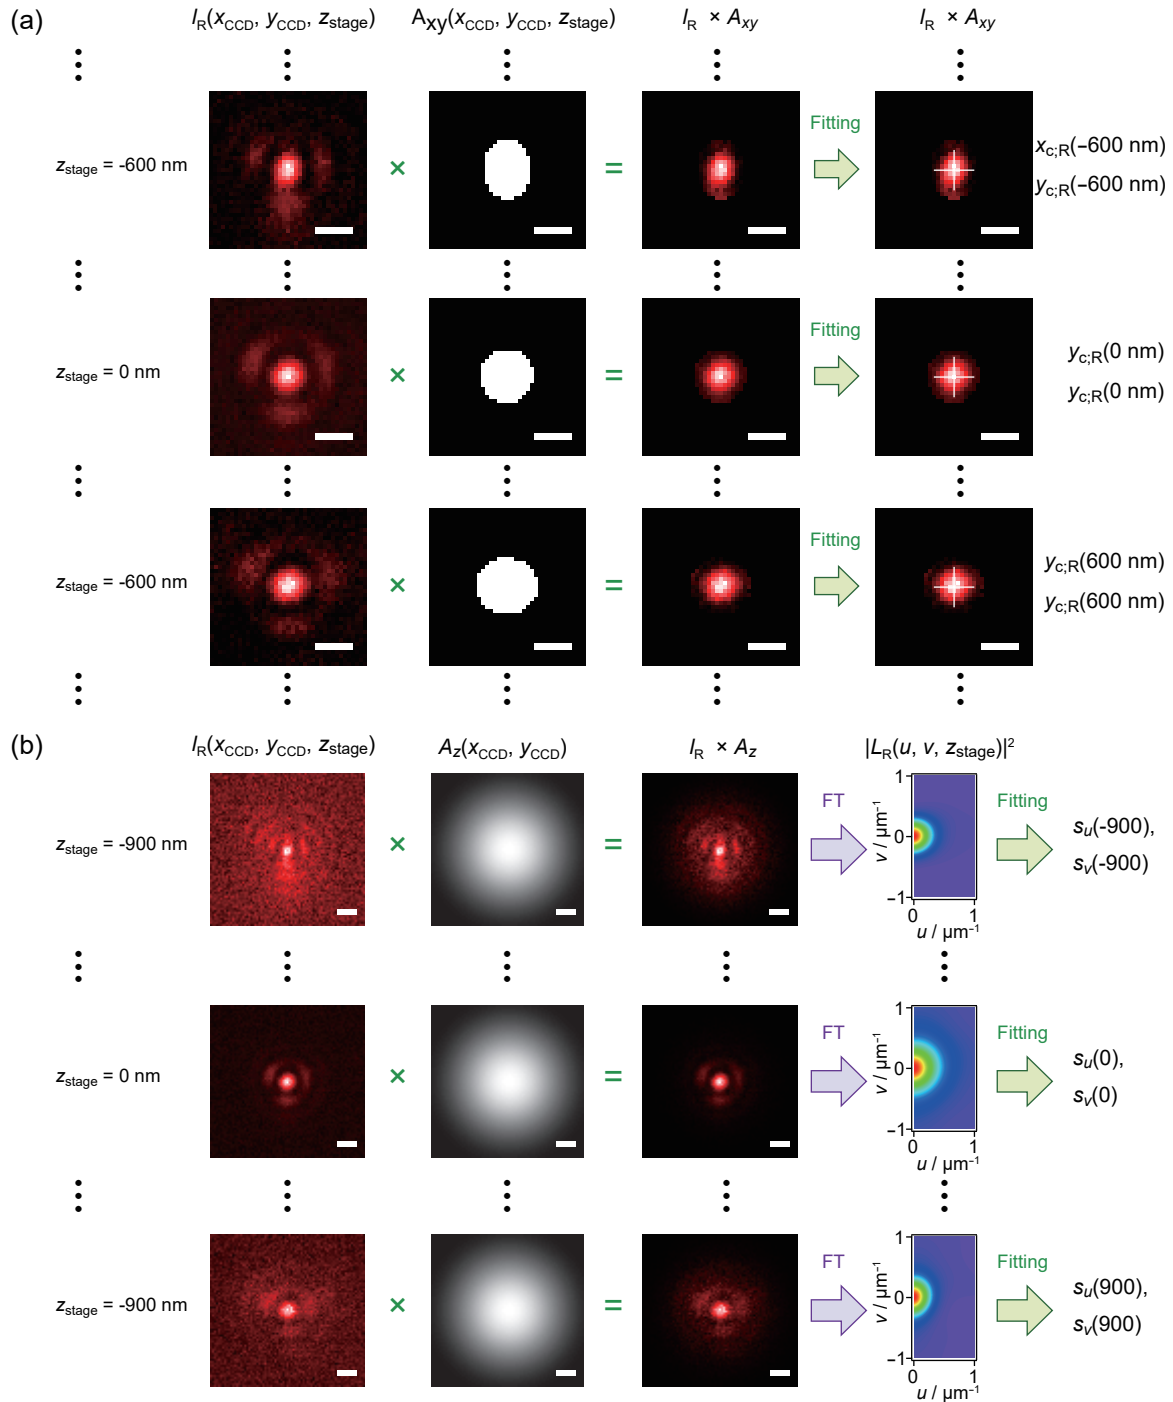 (a)
I_R(x_CCD, y_CCD, z_stage)
A_xy(x_CCD, y_CCD, z_stage)
I_R × A_xy
I_R × A_xy
z_stage = -600 nm
×
=
Fitting
x_c;R(–600 nm)
y_c;R(–600 nm)
z_stage = 0 nm
×
=
Fitting
y_c;R(0 nm)
y_c;R(0 nm)
z_stage = -600 nm
×
=
Fitting
y_c;R(600 nm)
y_c;R(600 nm)
(b)
I_R(x_CCD, y_CCD, z_stage)
A_z(x_CCD, y_CCD)
I_R × A_z
|L_R(u, v, z_stage)|²
z_stage = -900 nm
×
=
FT
v / µm⁻¹
1
0
−1
0
1
u / µm⁻¹
Fitting
s_u(-900),
s_v(-900)
z_stage = 0 nm
×
=
FT
v / µm⁻¹
1
0
−1
0
1
u / µm⁻¹
Fitting
s_u(0),
s_v(0)
z_stage = -900 nm
×
=
FT
v / µm⁻¹
1
0
−1
0
1
u / µm⁻¹
Fitting
s_u(900),
s_v(900)